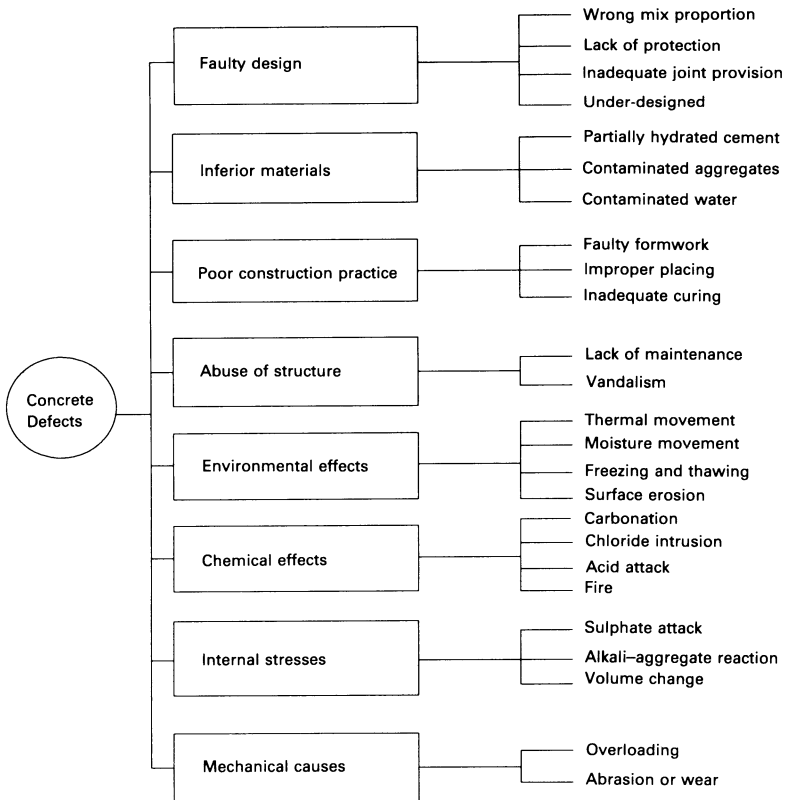 Concrete
Defects
Faulty design
Wrong mix proportion
Lack of protection
Inadequate joint provision
Under-designed
Inferior materials
Partially hydrated cement
Contaminated aggregates
Contaminated water
Poor construction practice
Faulty formwork
Improper placing
Inadequate curing
Abuse of structure
Lack of maintenance
Vandalism
Environmental effects
Thermal movement
Moisture movement
Freezing and thawing
Surface erosion
Chemical effects
Carbonation
Chloride intrusion
Acid attack
Fire
Internal stresses
Sulphate attack
Alkali–aggregate reaction
Volume change
Mechanical causes
Overloading
Abrasion or wear